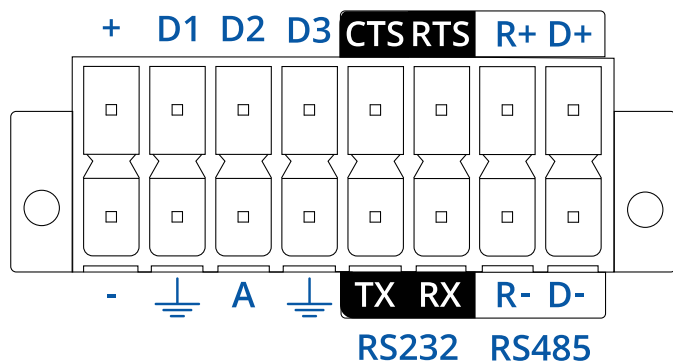 + D1 D2 D3 CTS RTS R+ D+
- A TX RX R- D-
RS232 RS485